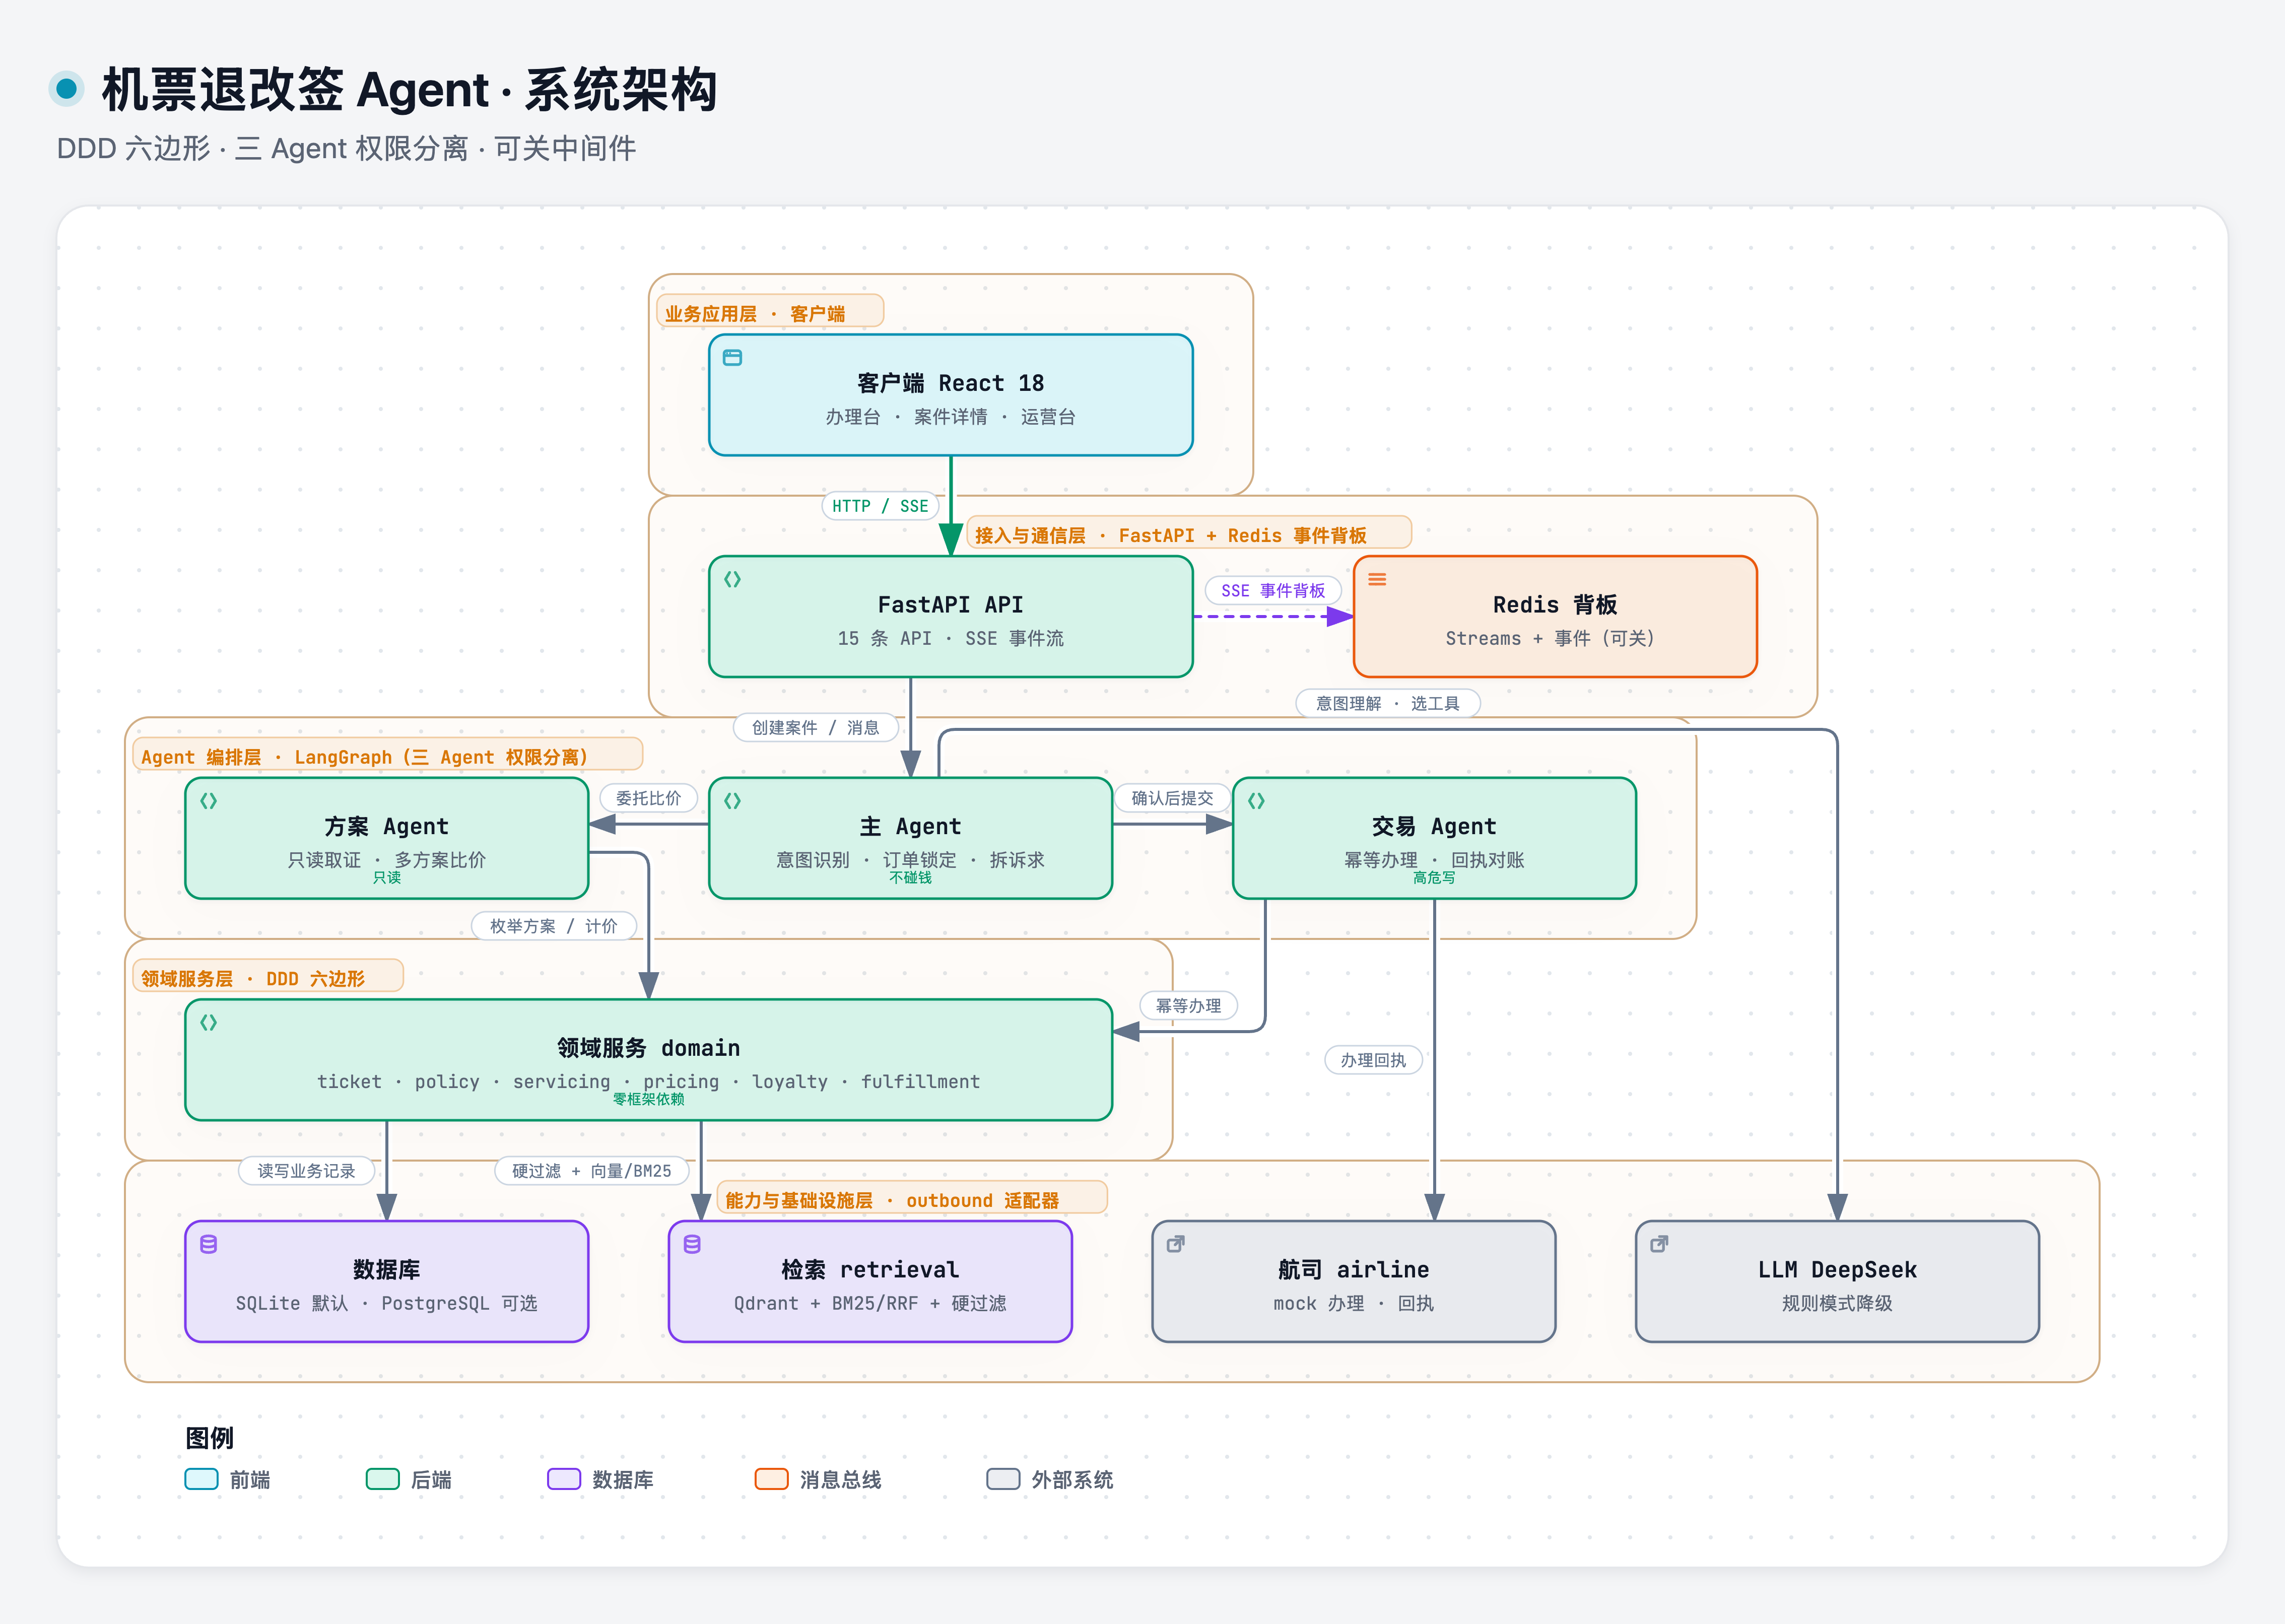 机票退改签 Agent · 系统架构
DDD 六边形 · 三 Agent 权限分离 · 可关中间件
业务应用层 · 客户端
客户端 React 18
办理台 · 案件详情 · 运营台
HTTP / SSE
接入与通信层 · FastAPI + Redis 事件背板
FastAPI API
15 条 API · SSE 事件流
SSE 事件背板
Redis 背板
Streams + 事件 (可关)
意图理解 · 选工具
创建案件 / 消息
Agent 编排层 · LangGraph (三 Agent 权限分离)
方案 Agent
只读取证 · 多方案比价
只读
委托比价
主 Agent
意图识别 · 订单锁定 · 拆诉求
不碰钱
确认后提交
交易 Agent
幂等办理 · 回执对账
高危写
枚举方案 / 计价
领域服务层 · DDD 六边形
幂等办理
领域服务 domain
ticket · policy · servicing · pricing · loyalty · fulfillment
零框架依赖
办理回执
读写业务记录
硬过滤 + 向量/BM25
能力与基础设施层 · outbound 适配器
数据库
SQLite 默认 · PostgreSQL 可选
检索 retrieval
Qdrant + BM25/RRF + 硬过滤
航司 airline
mock 办理 · 回执
LLM DeepSeek
规则模式降级
图例
前端
后端
数据库
消息总线
外部系统